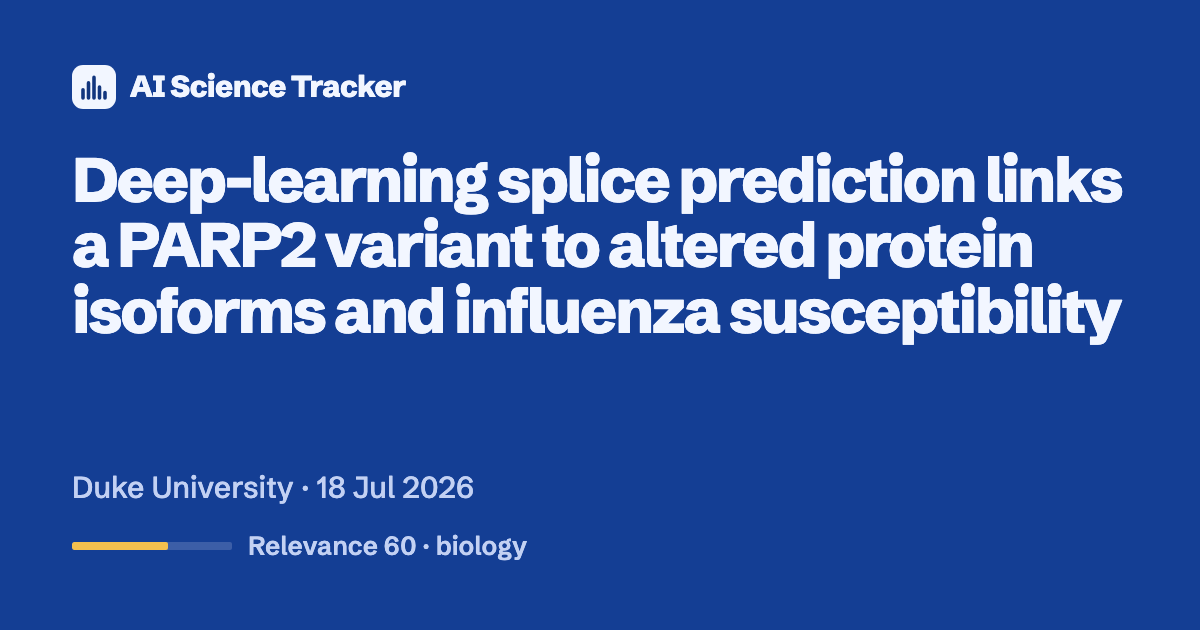 AI Science Tracker
Deep-learning splice prediction links
a PARP2 variant to altered protein
isoforms and influenza susceptibility
Duke University · 18 Jul 2026
Relevance 60 · biology